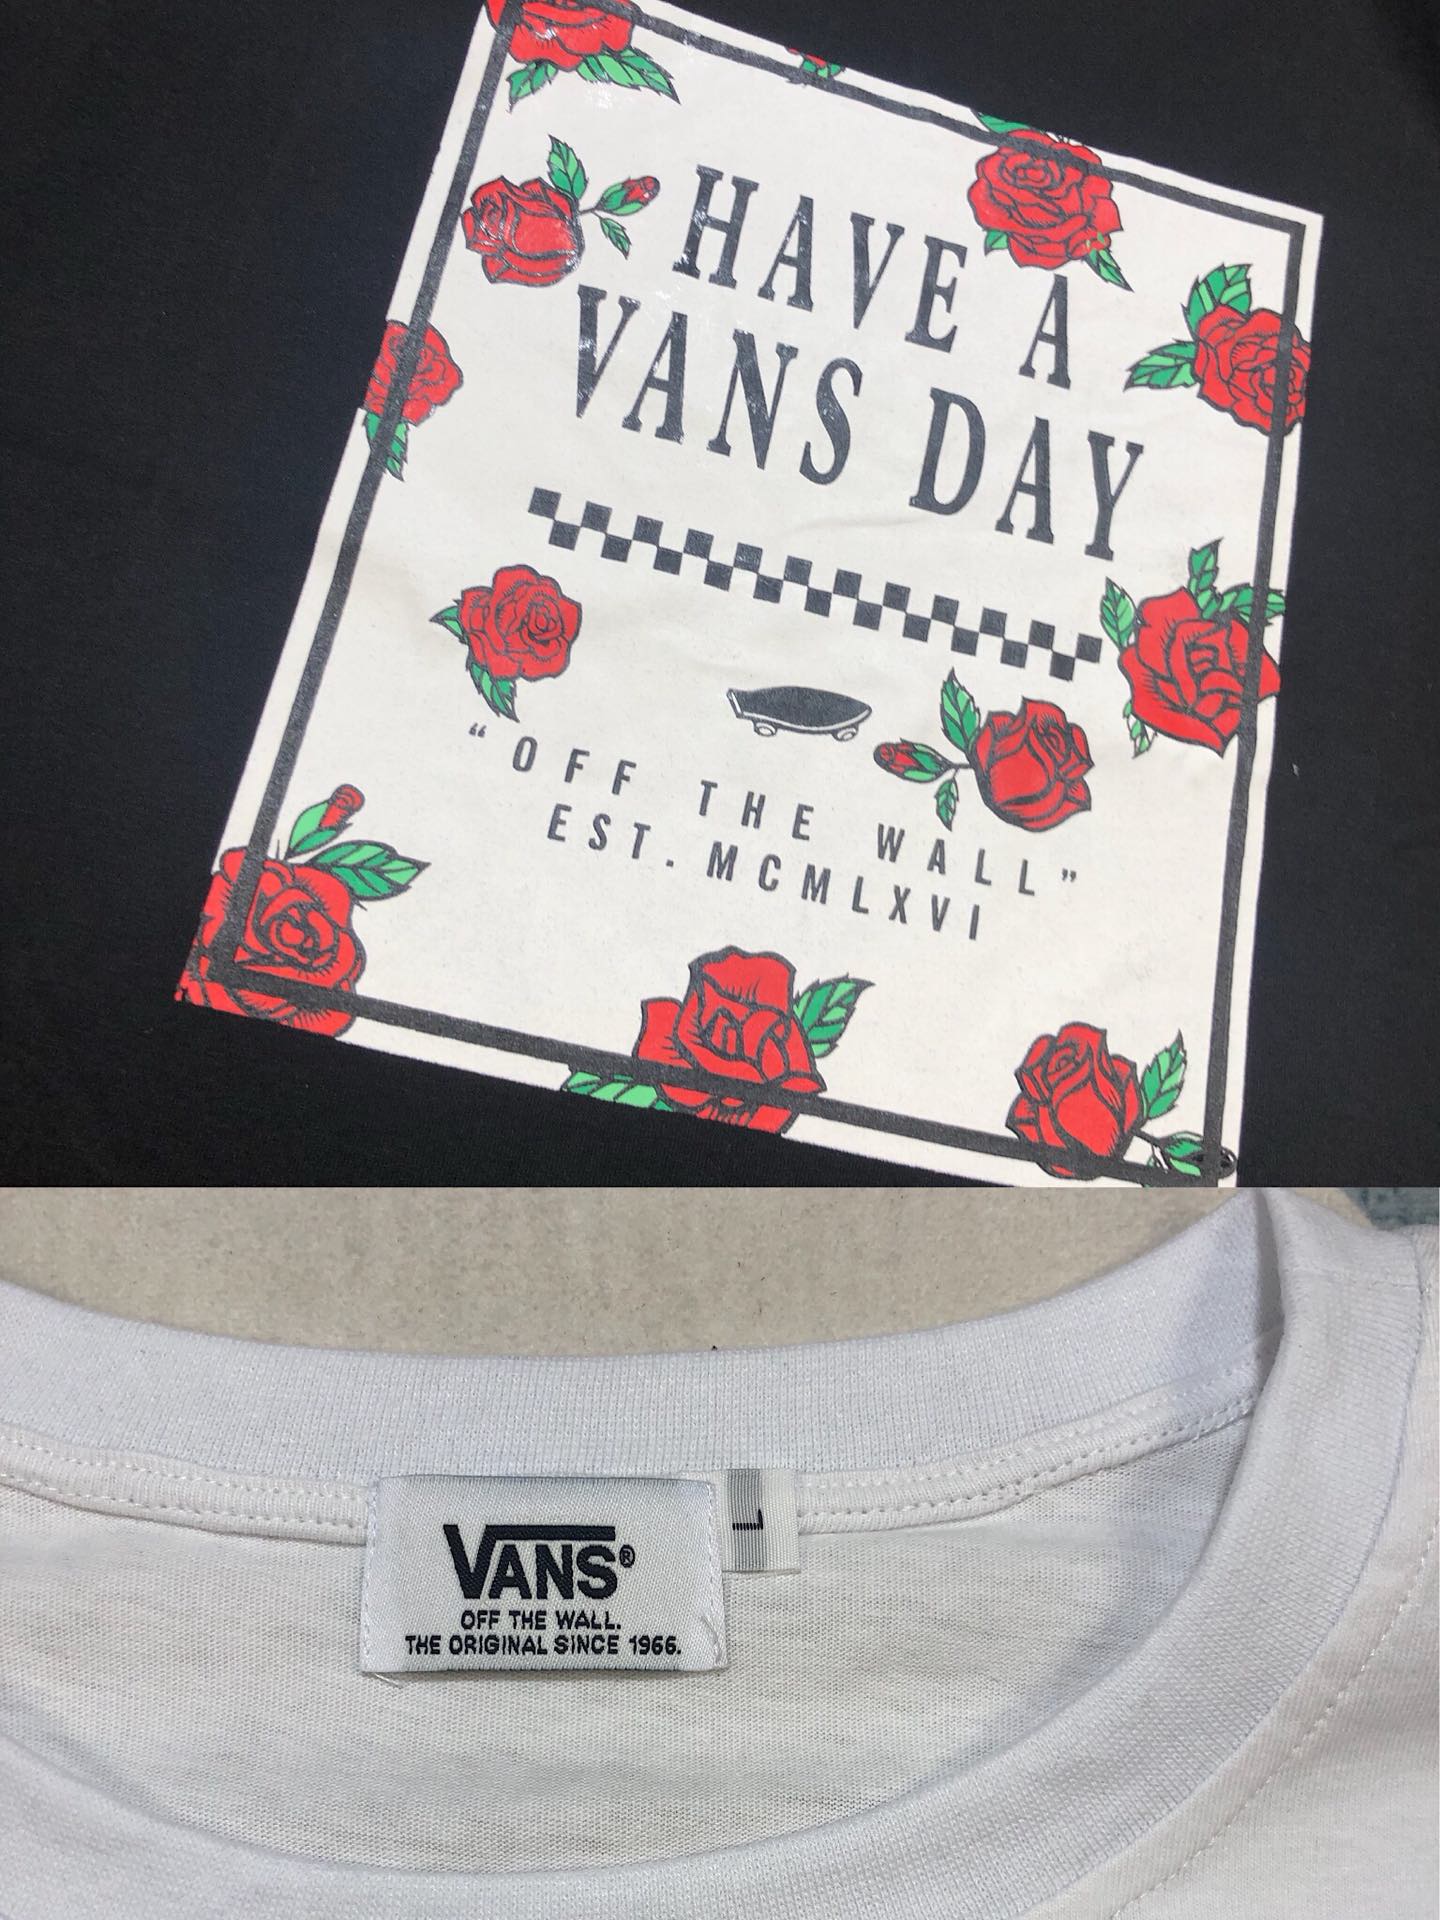 HAVE A
VANS DAY
“OFF THE WALL”
EST. MCMLXVI
VANS®
OFF THE WALL.
THE ORIGINAL SINCE 1966.
L